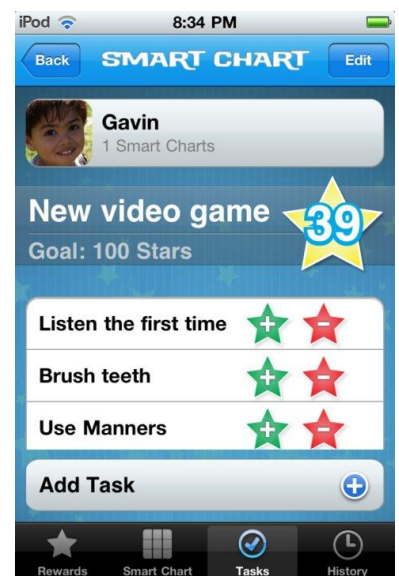 iPod 8:34 PM
Back SMART CHART Edit
Gavin
1 Smart Charts
New video game 39
Goal: 100 Stars
Listen the first time + -
Brush teeth + -
Use Manners + -
Add Task +
Rewards Smart Chart Tasks History